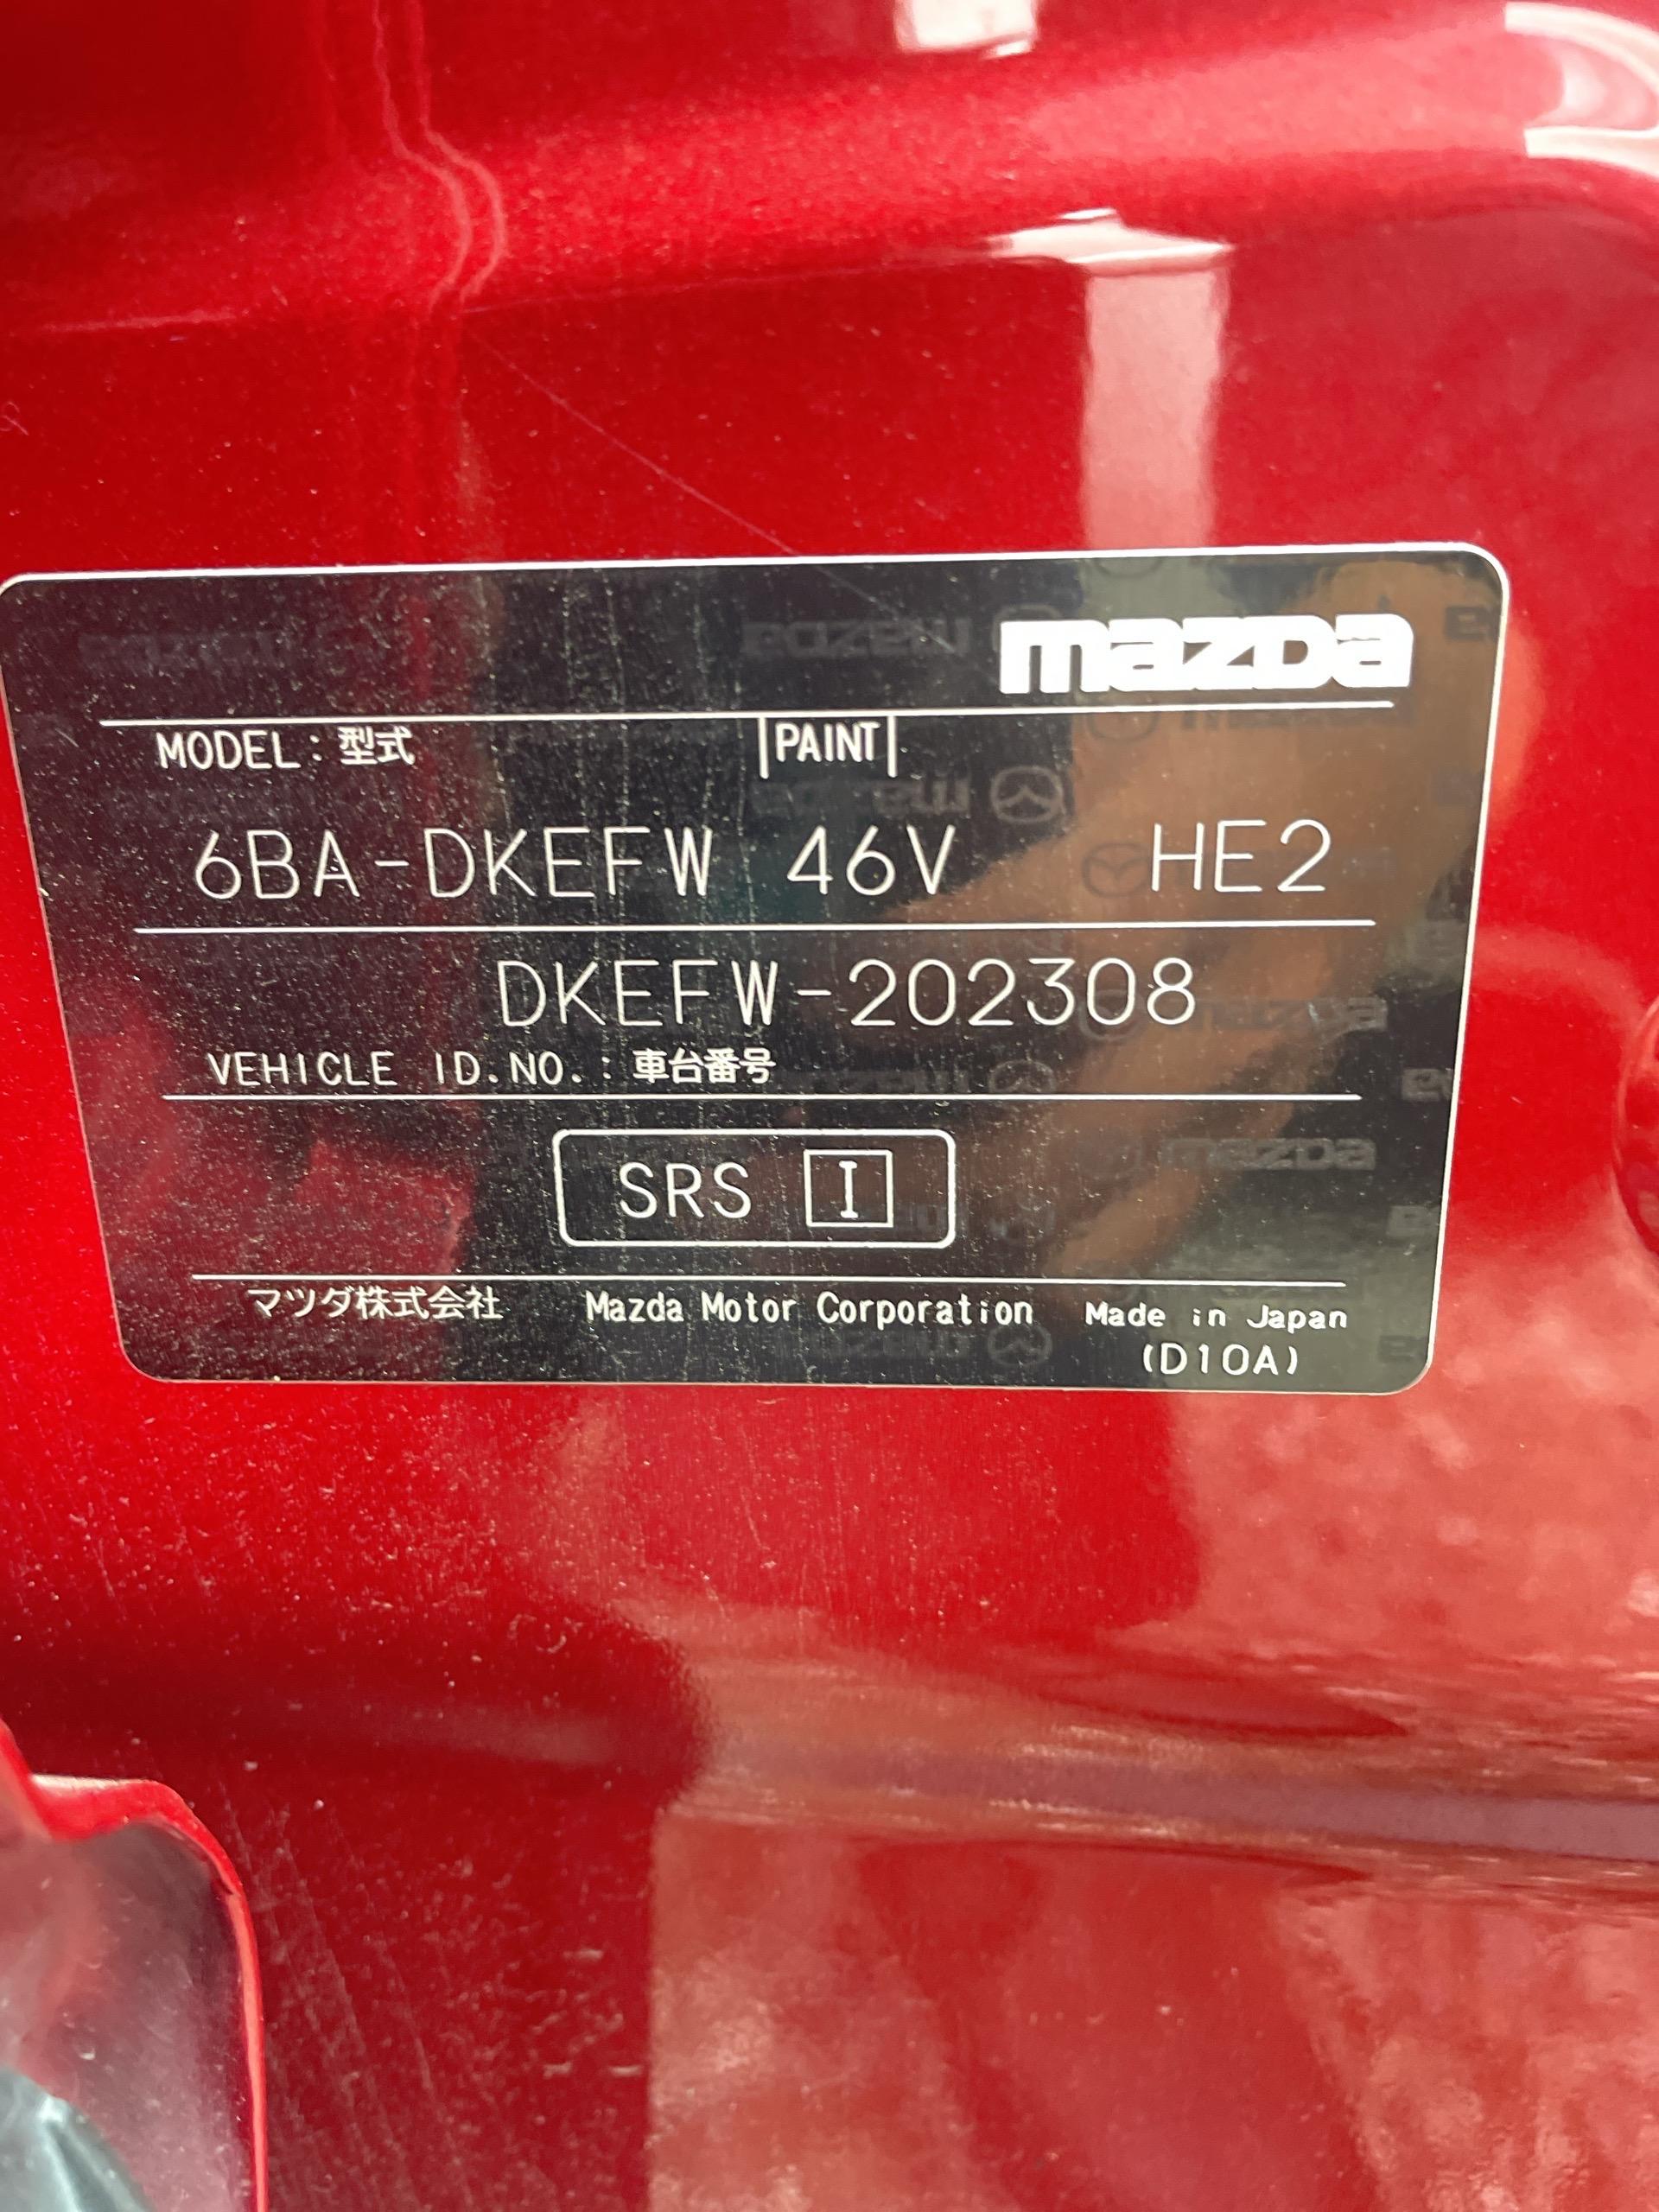 mazda
MODEL : 型式 |PAINT|
6BA-DKEFW 46V HE2
DKEFW-202308
VEHICLE ID.NO. : 車台番号
SRS I
マツダ株式会社 Mazda Motor Corporation Made in Japan
(D10A)